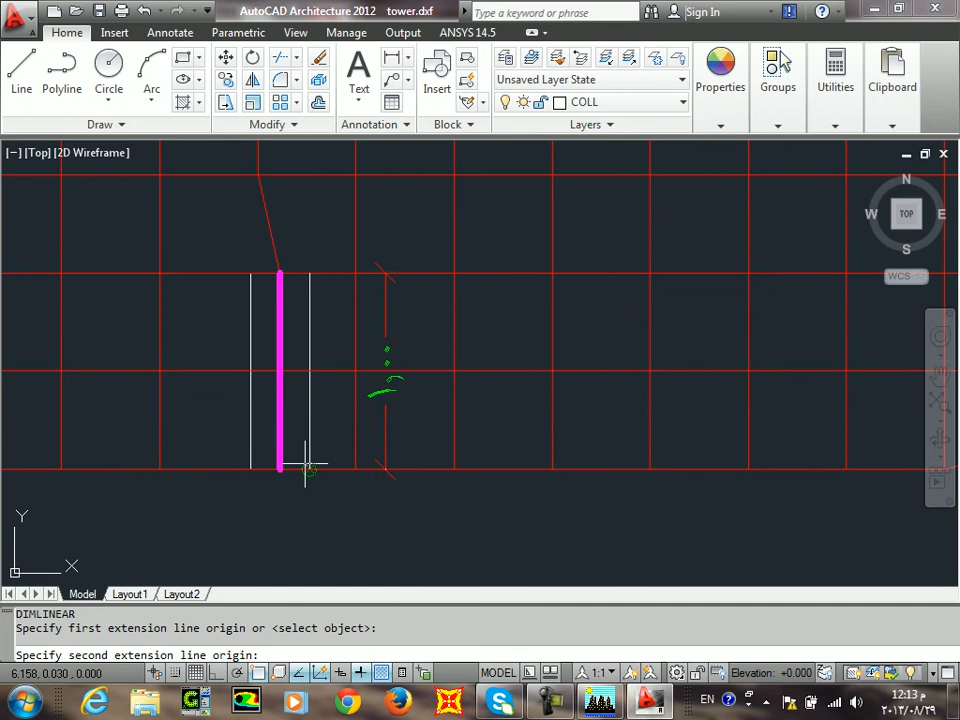 AutoCAD Architecture 2012 tower.dxf
Type a keyword or phrase
Sign In
Home Insert Annotate Parametric View Manage Output ANSYS 14.5
Line Polyline Circle Arc
Text
Insert
Unsaved Layer State
COLL
Properties Groups Utilities Clipboard
Draw Modify Annotation Block Layers
[−] [Top] [2D Wireframe]
N
W TOP E
S
WCS
Y
X
Model Layout1 Layout2
DIMLINEAR
Specify first extension line origin or <select object>:
Specify second extension line origin:
6.158, 0.030, 0.000
MODEL
1:1
Elevation: +0.000
EN
12:13 م
٢٠١٣/٠٨/٢٩